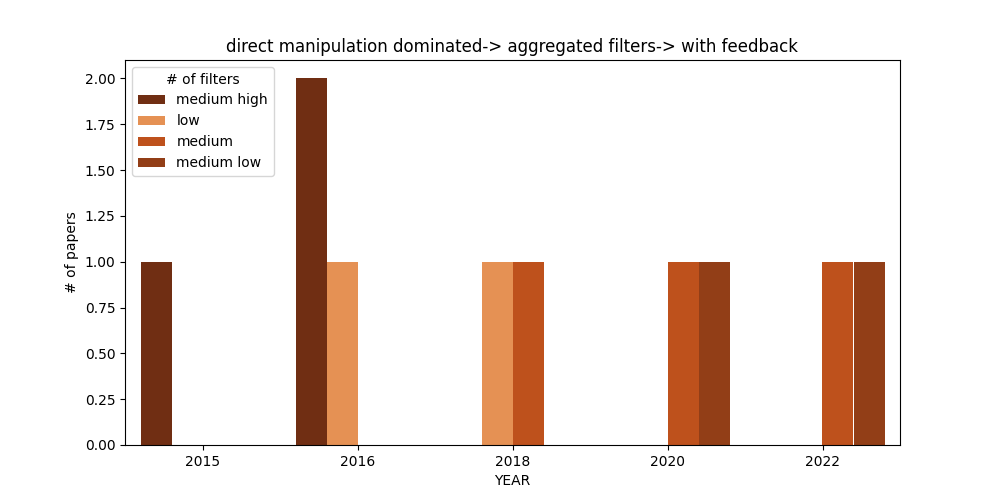 direct manipulation dominated-> aggregated filters-> with feedback
# of filters
medium high
low
medium
medium low
# of papers
2.00
1.75
1.50
1.25
1.00
0.75
0.50
0.25
0.00
2015 2016 2018 2020 2022
YEAR